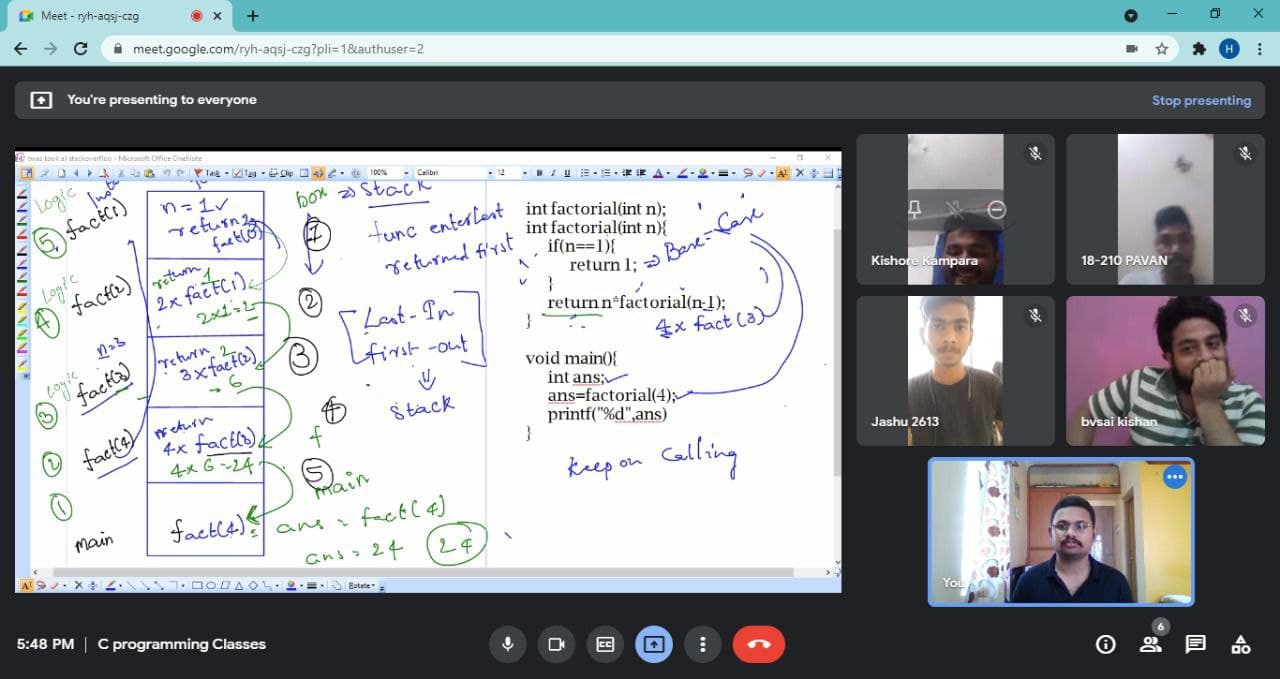 Meet - ryh-aqsj-czg
meet.google.com/ryh-aqsj-czg?pli=1&authuser=2
H
You're presenting to everyone
Stop presenting
- Microsoft Office OneNote
Task
Tag
Clip
100%
Calibri
12
B I U
Logic
5. fact(1)
n = 1
return
box ⇒ Stack
1
func enter last
returned first
Logic
4
fact(2)
return 1
2 x fact(1)
2x1=2
2
Last-In
first-out
3
n=3
Logic
3
fact(3)
return 2
3 x fact(2)
= 6
Stack
4
f
2
fact(4)
return
4 x fact(3)
4 x 6 = 24
5
1
main
fact(4)
main
ans = fact(4)
ans = 24
24
int factorial(int n);
int factorial(int n){
if(n==1){
return 1; ⇒ Base-Case
}
return n*factorial(n-1);
}
4 x fact(3)
void main(){
int ans;
ans=factorial(4);
printf("%d",ans)
}
keep on calling
Rotate
Kishore Kampara
18-210 PAVAN
Jashu 2613
bvsai kishan
You
5:48 PM | C programming Classes
CC
6